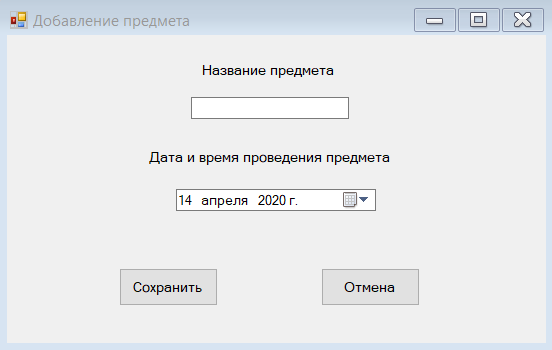 Добавление предмета
Название предмета
Дата и время проведения предмета
14 апреля 2020 г.
Сохранить Отмена